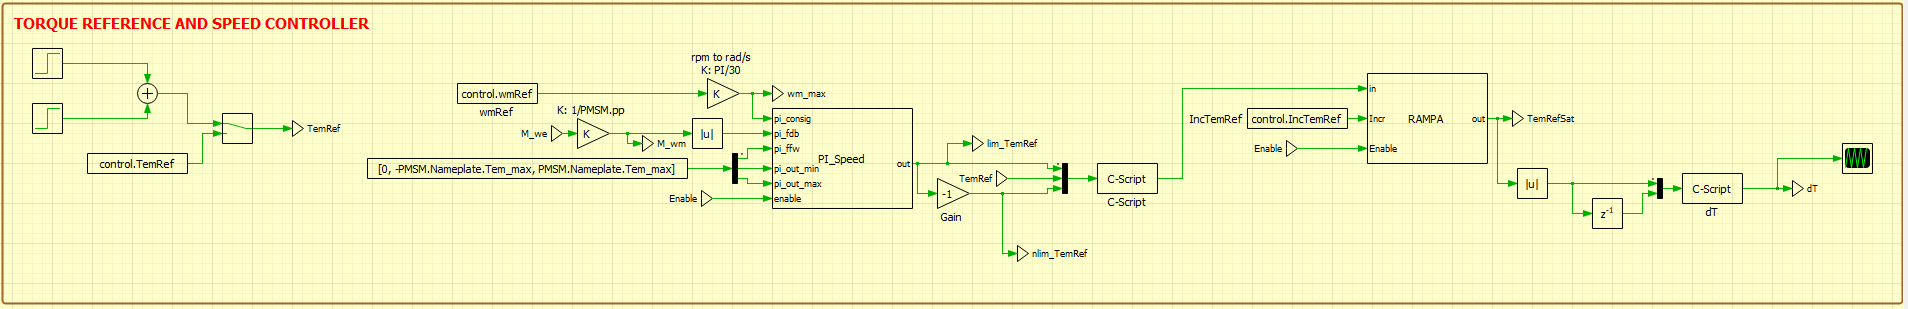 TORQUE REFERENCE AND SPEED CONTROLLER
+
TemRef
control.TemRef
rpm to rad/s
K: PI/30
control.wmRef
wmRef
K
wm_max
K: 1/PMSM.pp
M_we
K
M_wm
|u|
[0, -PMSM.Nameplate.Tem_max, PMSM.Nameplate.Tem_max]
Enable
pi_consig
pi_fdb
pi_ffw
pi_out_min
pi_out_max
enable
PI_Speed
out
lim_TemRef
TemRef
-1
Gain
nlim_TemRef
C-Script
C-Script
IncTemRef
control.IncTemRef
Enable
in
Incr
Enable
RAMPA
out
TemRefSat
|u|
z⁻¹
C-Script
dT
dT